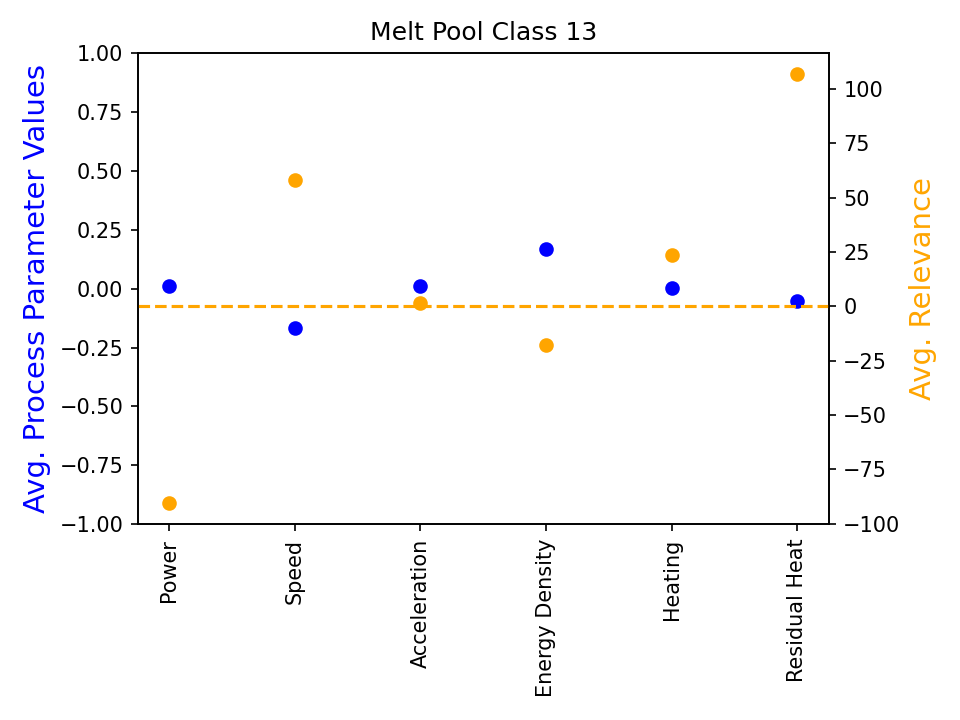 Melt Pool Class 13
Avg. Process Parameter Values
1.00
0.75
0.50
0.25
0.00
−0.25
−0.50
−0.75
−1.00
100
75
50
25
0
−25
−50
−75
−100
Avg. Relevance
Power
Speed
Acceleration
Energy Density
Heating
Residual Heat